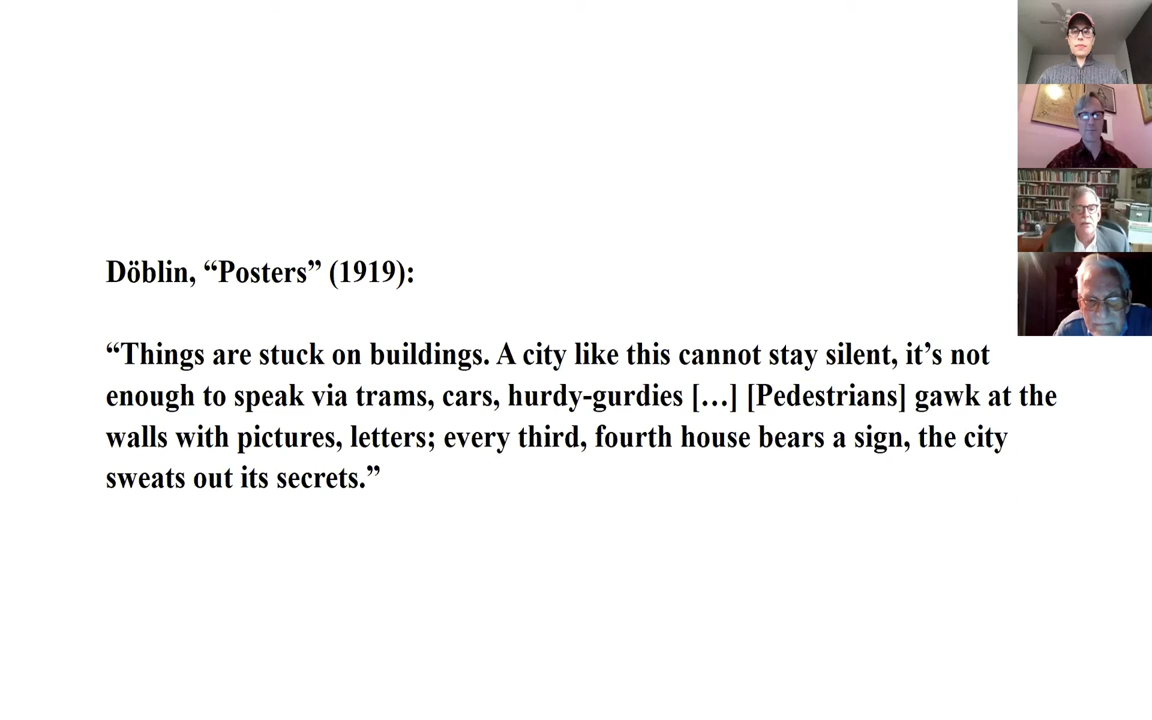 Döblin, “Posters” (1919):
“Things are stuck on buildings. A city like this cannot stay silent, it’s not
enough to speak via trams, cars, hurdy-gurdies […] [Pedestrians] gawk at the
walls with pictures, letters; every third, fourth house bears a sign, the city
sweats out its secrets.”